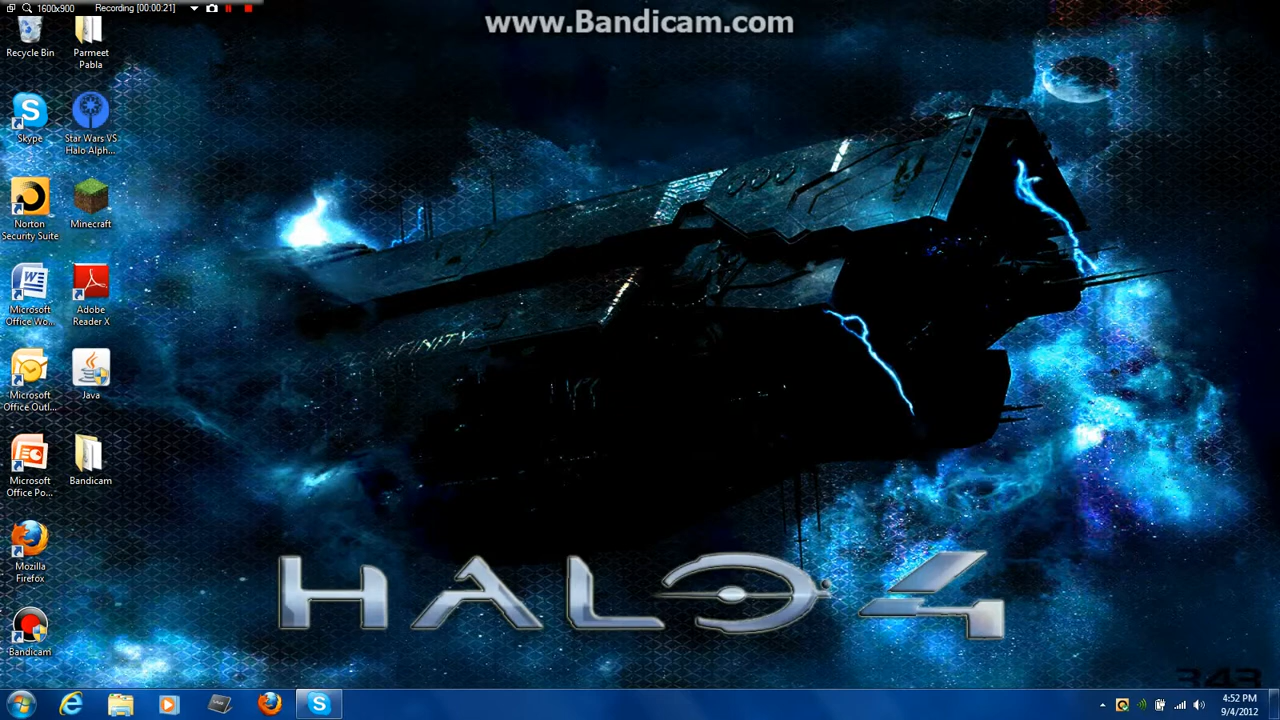 1600x900 Recording [00:00:21]
www.Bandicam.com
Recycle Bin
Parmeet
Pabla
Skype
Star Wars VS
Halo Alph...
Norton
Security Suite
Minecraft
Microsoft
Office Wo...
Adobe
Reader X
Microsoft
Office Outl...
Java
Microsoft
Office Po...
Bandicam
Mozilla
Firefox
Bandicam
INFINITY
HALO 4
343
4:52 PM
9/4/2012